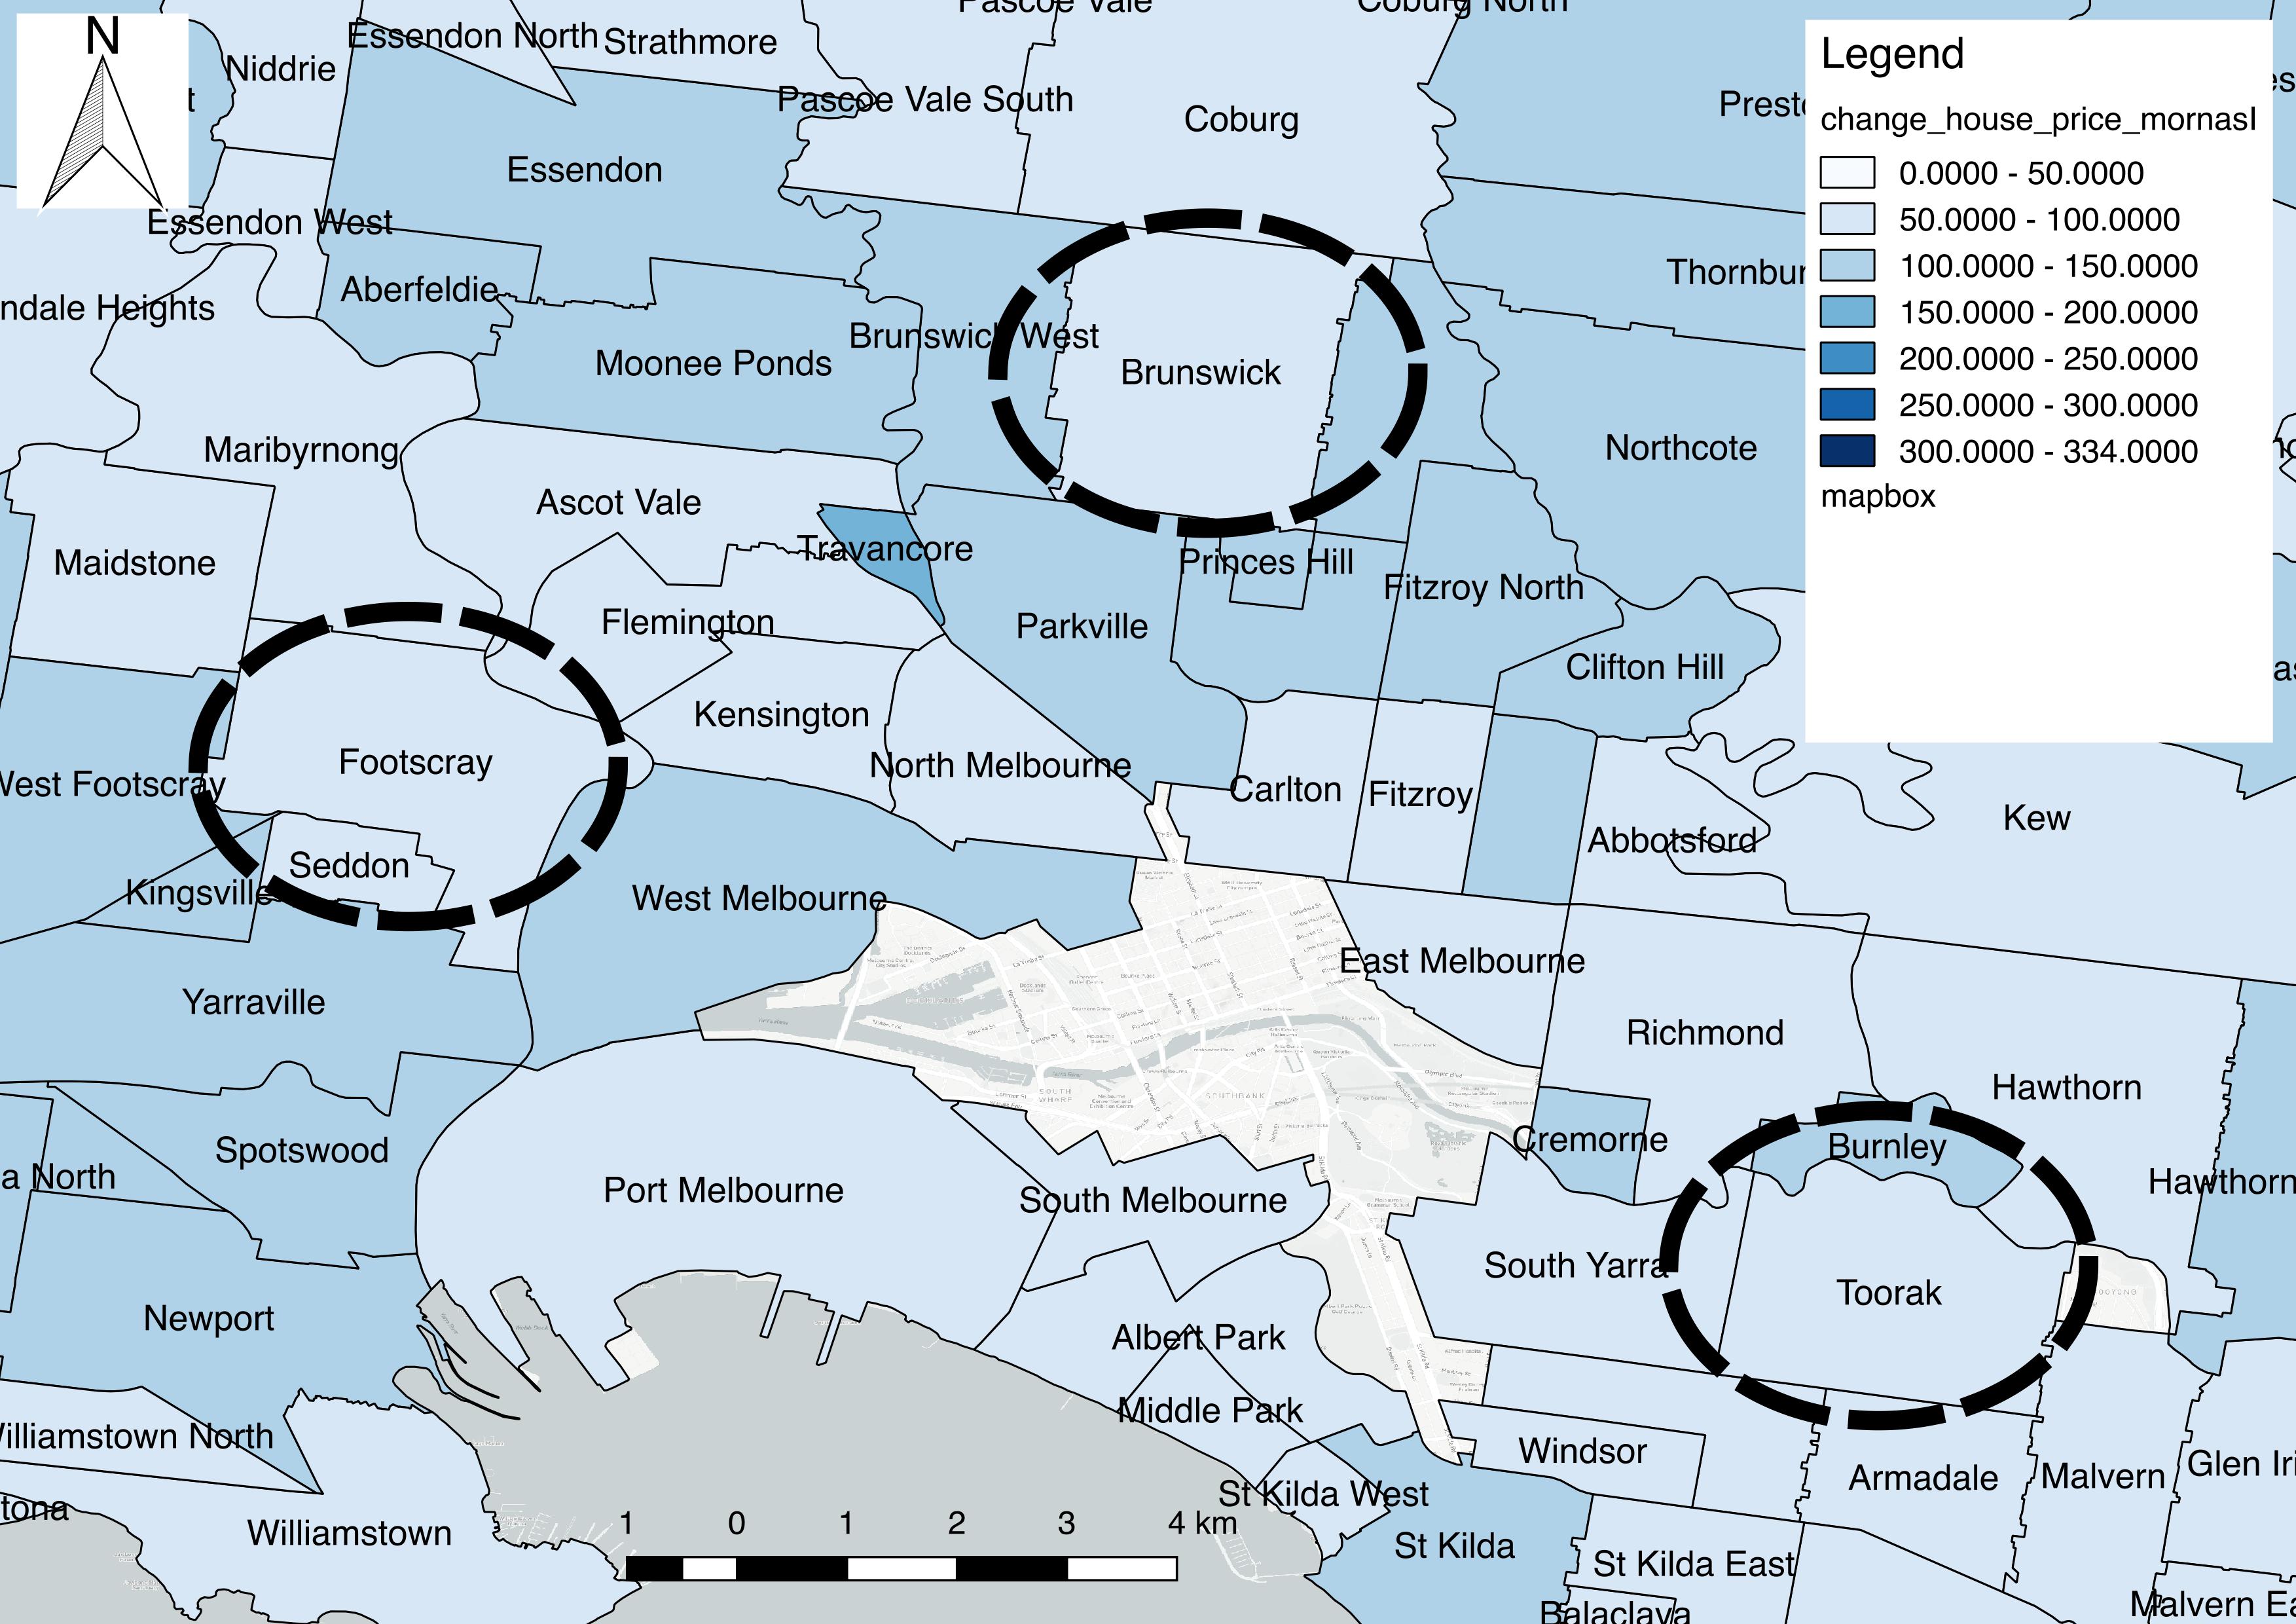 Pascoe Vale
Coburg North
N
Essendon North
Strathmore
Niddrie
Pascoe Vale South
Coburg
Essendon
Essendon West
Aberfeldie
ndale Heights
Thornbur
Brunswick West
Moonee Ponds
Brunswick
Maribyrnong
Northcote
Ascot Vale
Travancore
Maidstone
Princes Hill
Fitzroy North
Flemington
Parkville
Clifton Hill
Kensington
Footscray
North Melbourne
West Footscray
Carlton
Fitzroy
Kew
Abbotsford
Seddon
Kingsville
West Melbourne
East Melbourne
Yarraville
Richmond
SOUTH
WHARF
SOUTHBANK
Hawthorn
Cremorne
Burnley
Spotswood
a North
Port Melbourne
South Melbourne
Hawthorn
South Yarra
Toorak
Newport
Albert Park
Middle Park
Williamstown North
Windsor
Armadale
Malvern
Glen Iri
St Kilda West
tona
Williamstown
St Kilda
St Kilda East
Malvern Ea
Balaclava
1 0 1 2 3 4 km
Legend
change_house_price_mornasl
0.0000 - 50.0000
50.0000 - 100.0000
100.0000 - 150.0000
150.0000 - 200.0000
200.0000 - 250.0000
250.0000 - 300.0000
300.0000 - 334.0000
mapbox